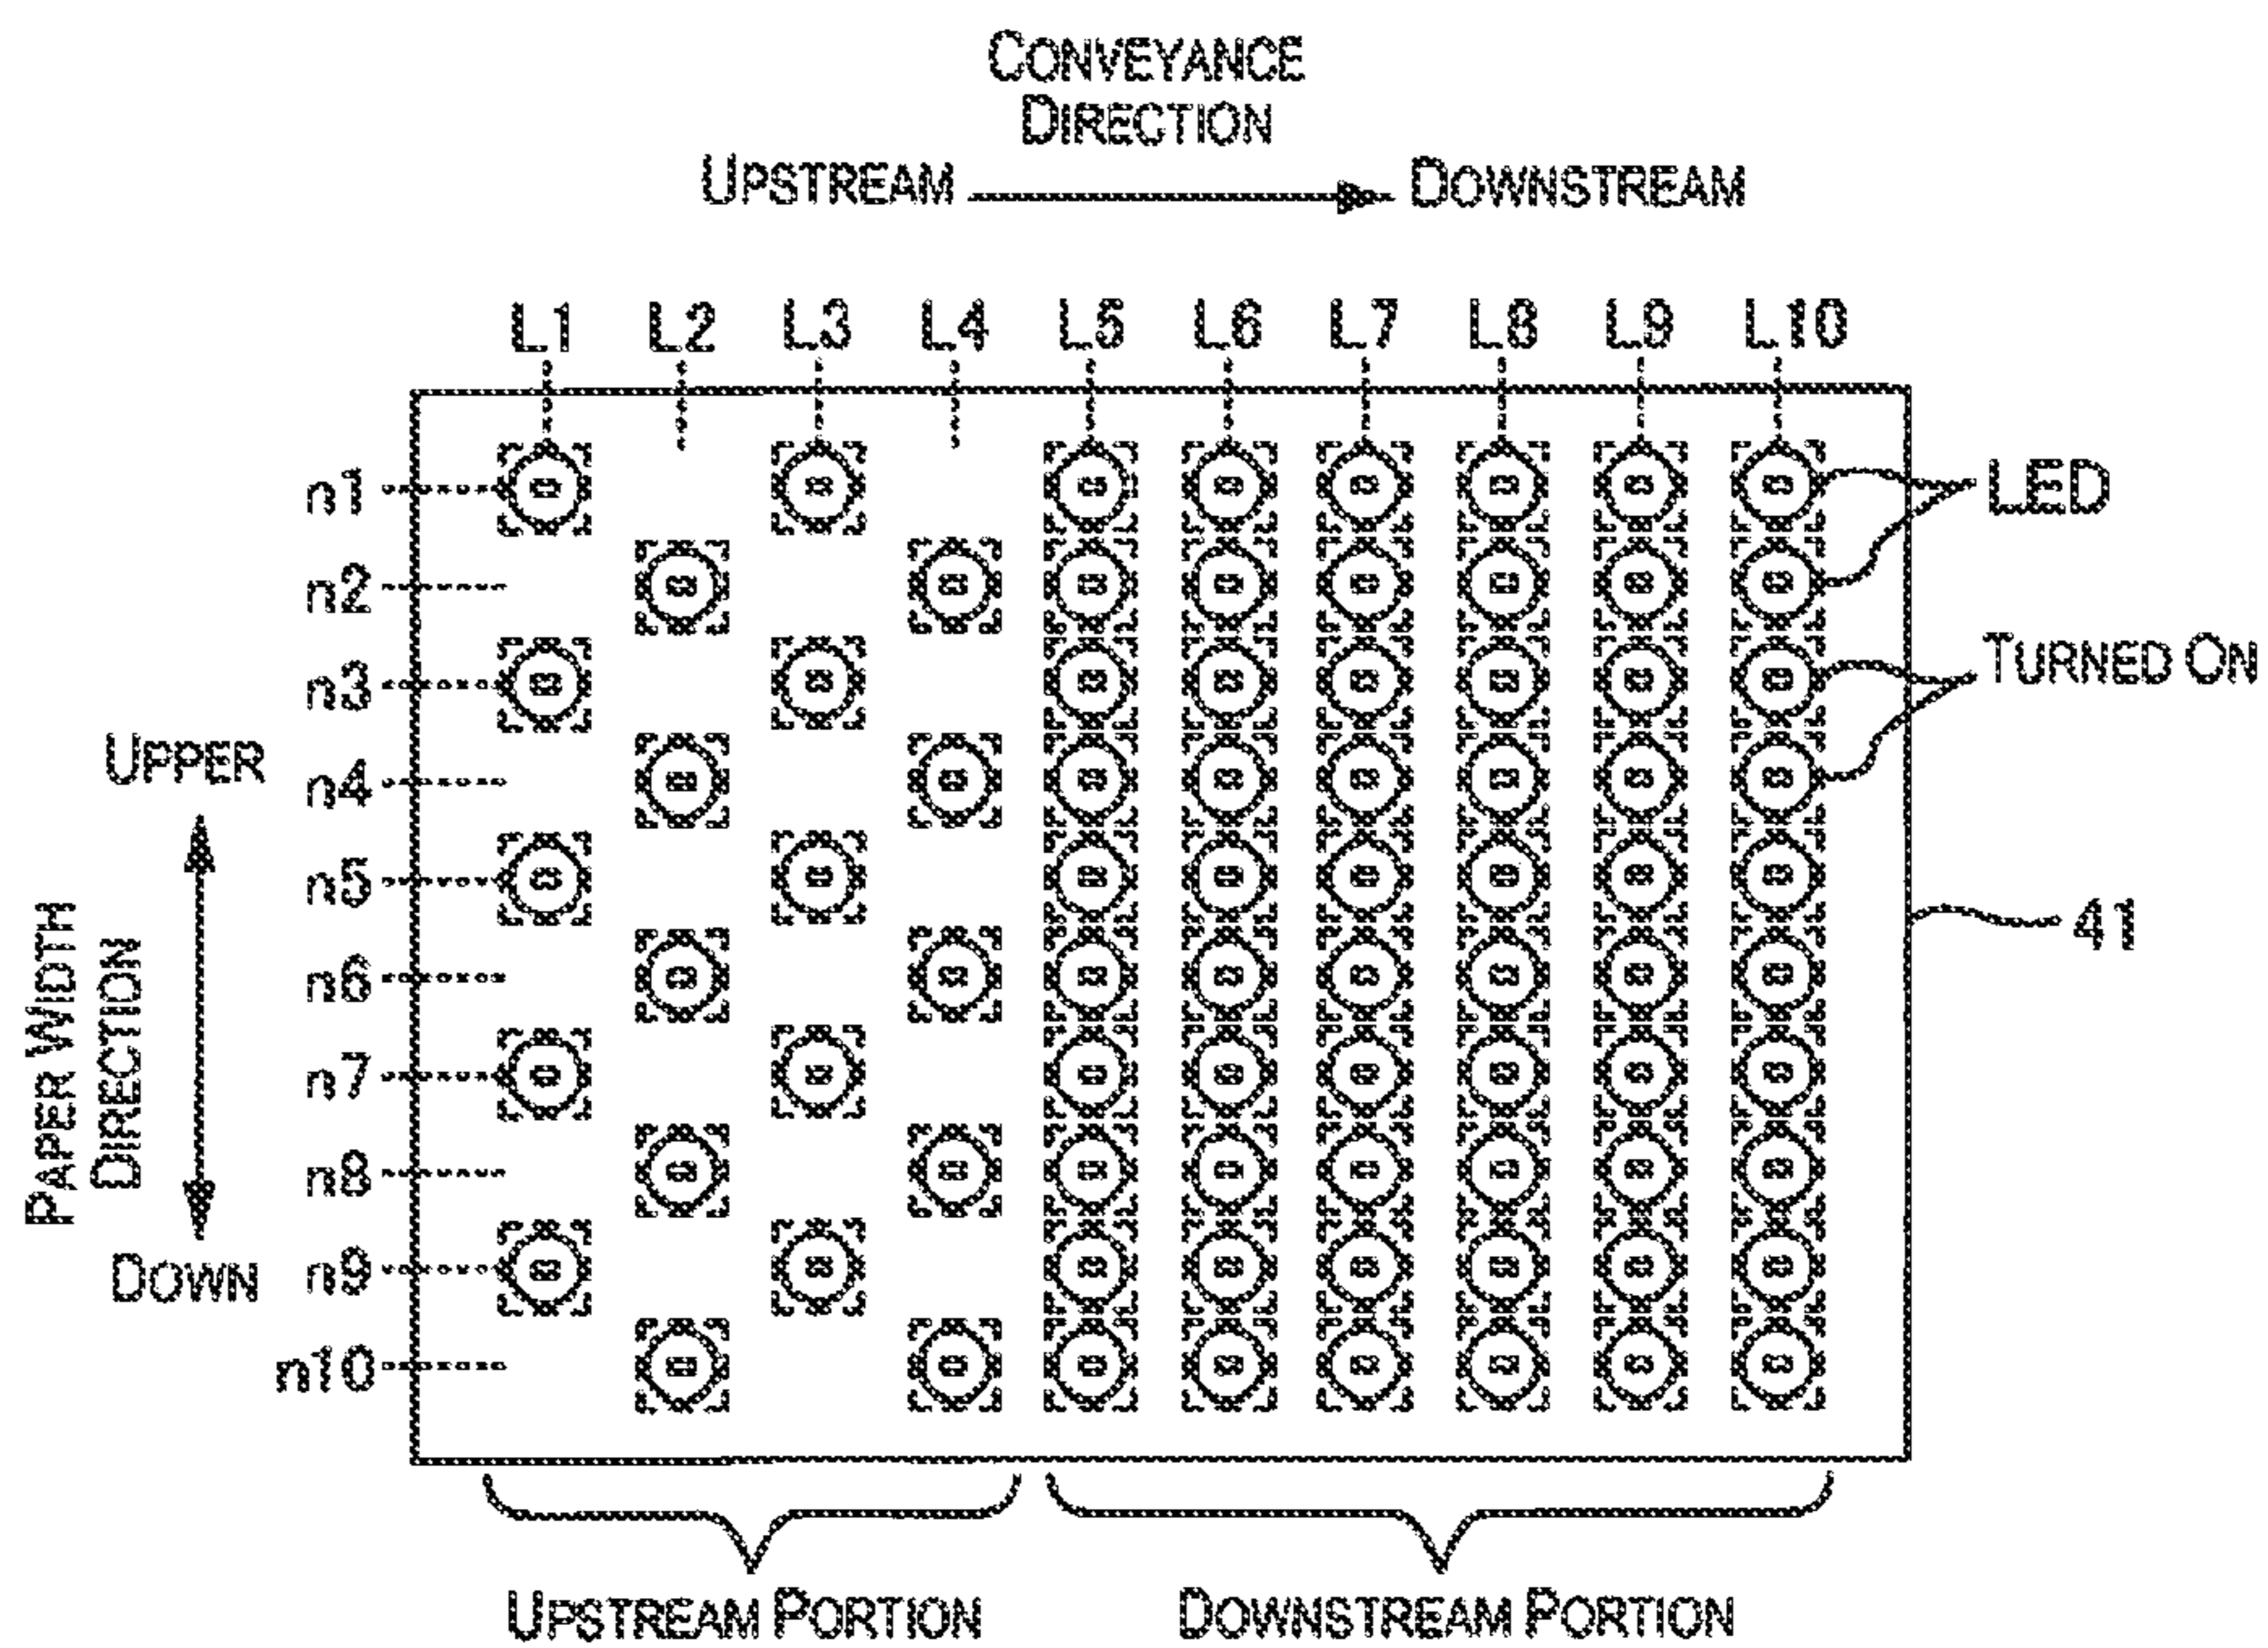 CONVEYANCE
DIRECTION
UPSTREAM DOWNSTREAM
L1 L2 L3 L4 L5 L6 L7 L8 L9 L10
n1
LED
n2
n3
TURNED ON
UPPER
n4
n5
41
n6
PAPER WIDTH
DIRECTION
n7
n8
DOWN
n9
n10
UPSTREAM PORTION DOWNSTREAM PORTION